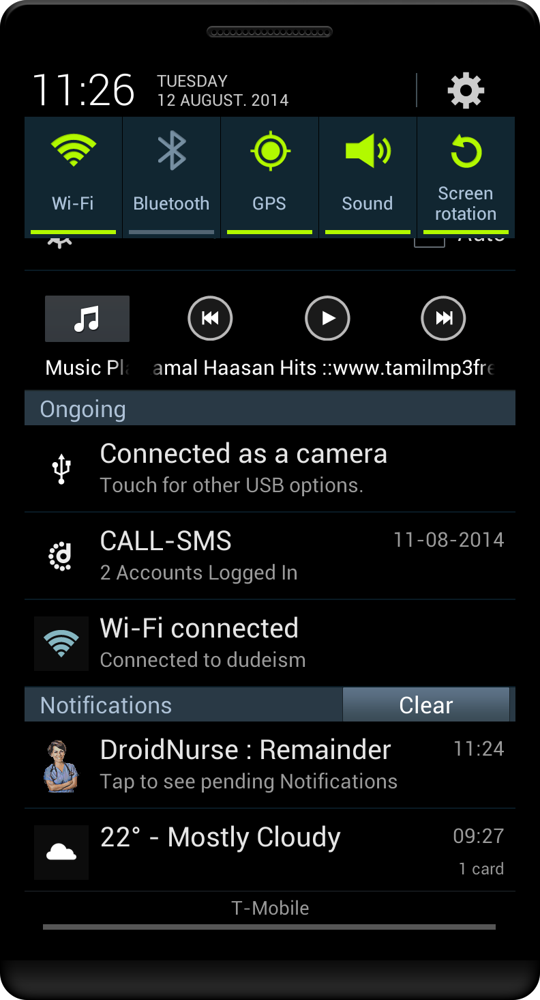 11:26
TUESDAY
12 AUGUST. 2014
Wi-Fi
Bluetooth
GPS
Sound
Screen
rotation
Auto
Music Pla
amal Haasan Hits ::www.tamilmp3fre
Ongoing
Connected as a camera
Touch for other USB options.
CALL-SMS
11-08-2014
2 Accounts Logged In
Wi-Fi connected
Connected to dudeism
Notifications
Clear
DroidNurse : Remainder
11:24
Tap to see pending Notifications
22° - Mostly Cloudy
09:27
1 card
T-Mobile